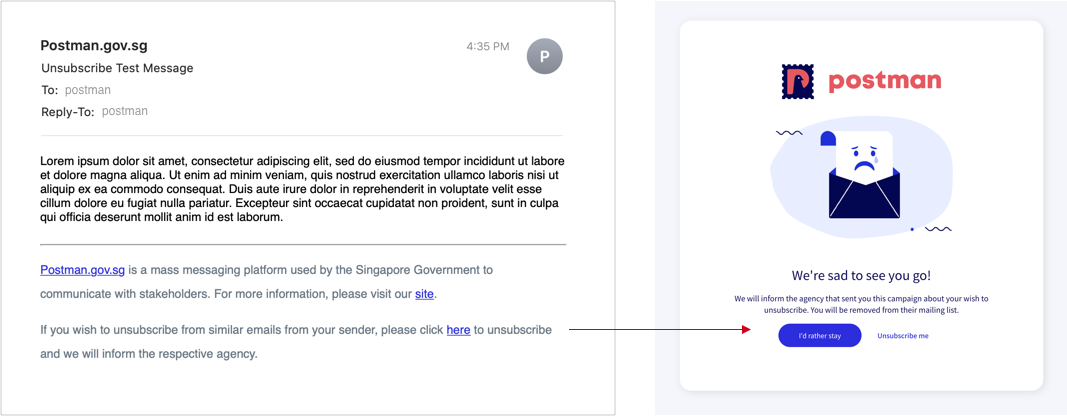 Postman.gov.sg
4:35 PM
P
Unsubscribe Test Message
To: postman
Reply-To: postman
Lorem ipsum dolor sit amet, consectetur adipiscing elit, sed do eiusmod tempor incididunt ut labore
et dolore magna aliqua. Ut enim ad minim veniam, quis nostrud exercitation ullamco laboris nisi ut
aliquip ex ea commodo consequat. Duis aute irure dolor in reprehenderit in voluptate velit esse
cillum dolore eu fugiat nulla pariatur. Excepteur sint occaecat cupidatat non proident, sunt in culpa
qui officia deserunt mollit anim id est laborum.
Postman.gov.sg is a mass messaging platform used by the Singapore Government to
communicate with stakeholders. For more information, please visit our site.
If you wish to unsubscribe from similar emails from your sender, please click here to unsubscribe
and we will inform the respective agency.
postman
We're sad to see you go!
We will inform the agency that sent you this campaign about your wish to
unsubscribe. You will be removed from their mailing list.
I'd rather stay
Unsubscribe me